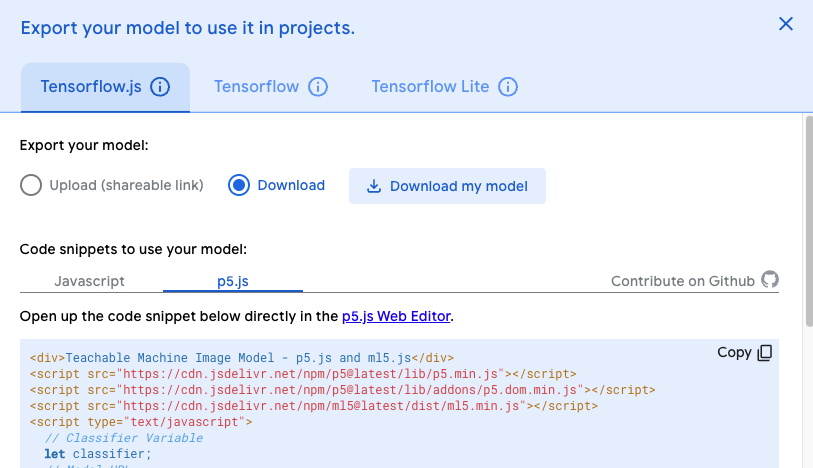 Export your model to use it in projects.
Tensorflow.js
Tensorflow
Tensorflow Lite
Export your model:
Upload (shareable link)
Download
Download my model
Code snippets to use your model:
Javascript
p5.js
Contribute on Github
Open up the code snippet below directly in the p5.js Web Editor.
Copy
<div>Teachable Machine Image Model - p5.js and ml5.js</div>
<script src="https://cdn.jsdelivr.net/npm/p5@latest/lib/p5.min.js"></script>
<script src="https://cdn.jsdelivr.net/npm/p5@latest/lib/addons/p5.dom.min.js"></script>
<script src="https://cdn.jsdelivr.net/npm/ml5@latest/dist/ml5.min.js"></script>
<script type="text/javascript">
// Classifier Variable
let classifier;
// Model URL